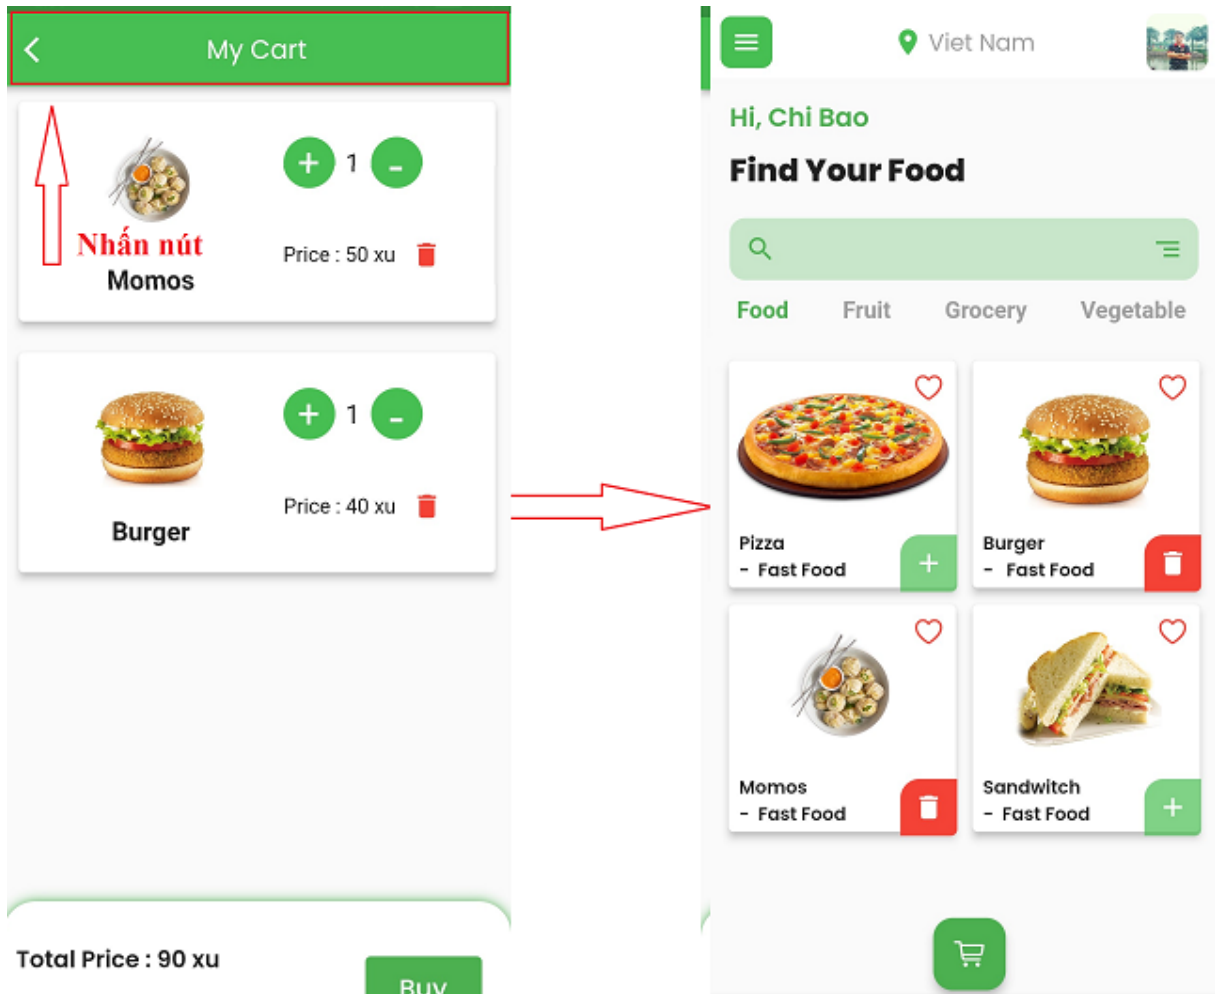 My Cart
+ 1 -
Nhấn nút
Price : 50 xu
Momos
+ 1 -
Price : 40 xu
Burger
Total Price : 90 xu
Buy
Viet Nam
Hi, Chi Bao
Find Your Food
Food Fruit Grocery Vegetable
Pizza
- Fast Food
+
Burger
- Fast Food
Momos
- Fast Food
Sandwitch
- Fast Food
+